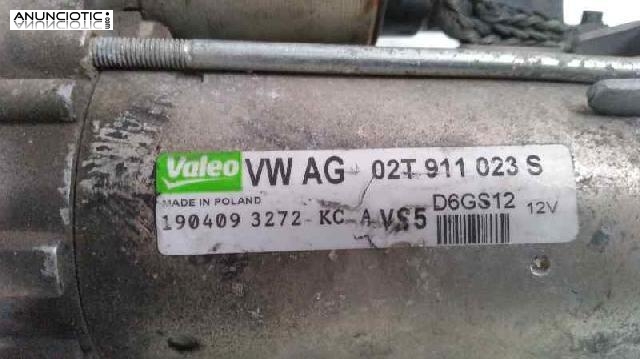 ANUNCIOTIC.COM
Valeo VW AG 02T 911 023 S
MADE IN POLAND
D6GS12 12V
190409 3272 KC A VS5